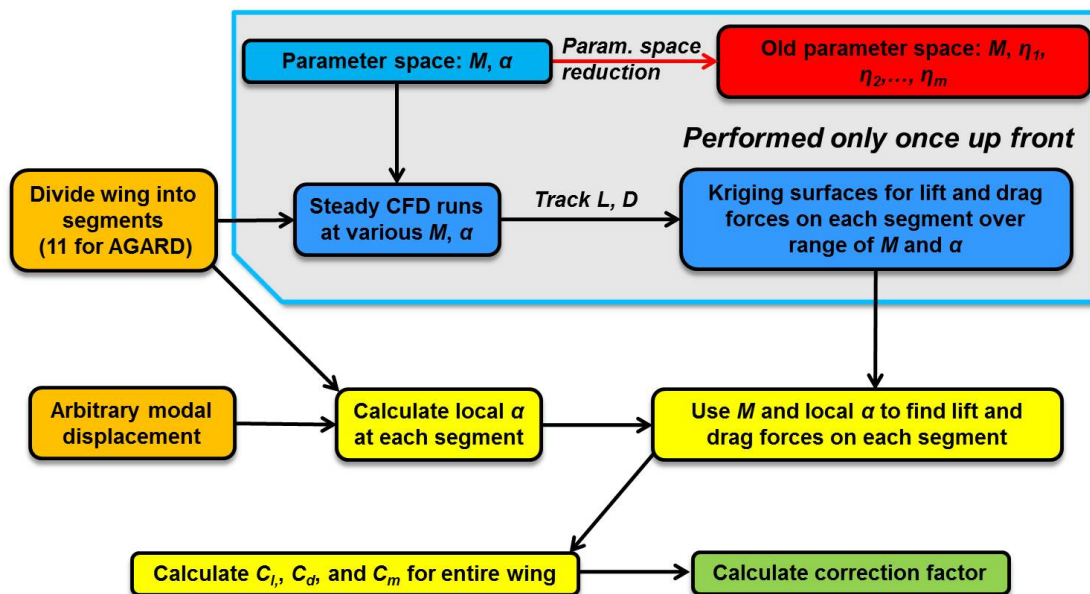 Parameter space: M, α
Param. space
reduction
Old parameter space: M, η1,
η2,..., ηm
Performed only once up front
Divide wing into
segments
(11 for AGARD)
Steady CFD runs
at various M, α
Track L, D
Kriging surfaces for lift and drag
forces on each segment over
range of M and α
Arbitrary modal
displacement
Calculate local α
at each segment
Use M and local α to find lift and
drag forces on each segment
Calculate Cl,, Cd, and Cm for entire wing
Calculate correction factor